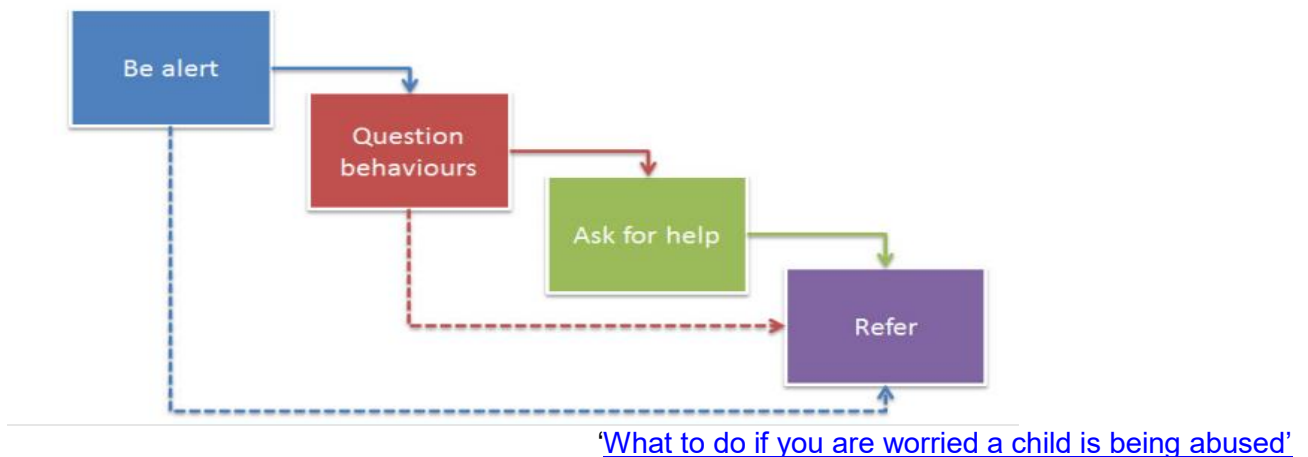 Be alert
Question
behaviours
Ask for help
Refer
‘What to do if you are worried a child is being abused’